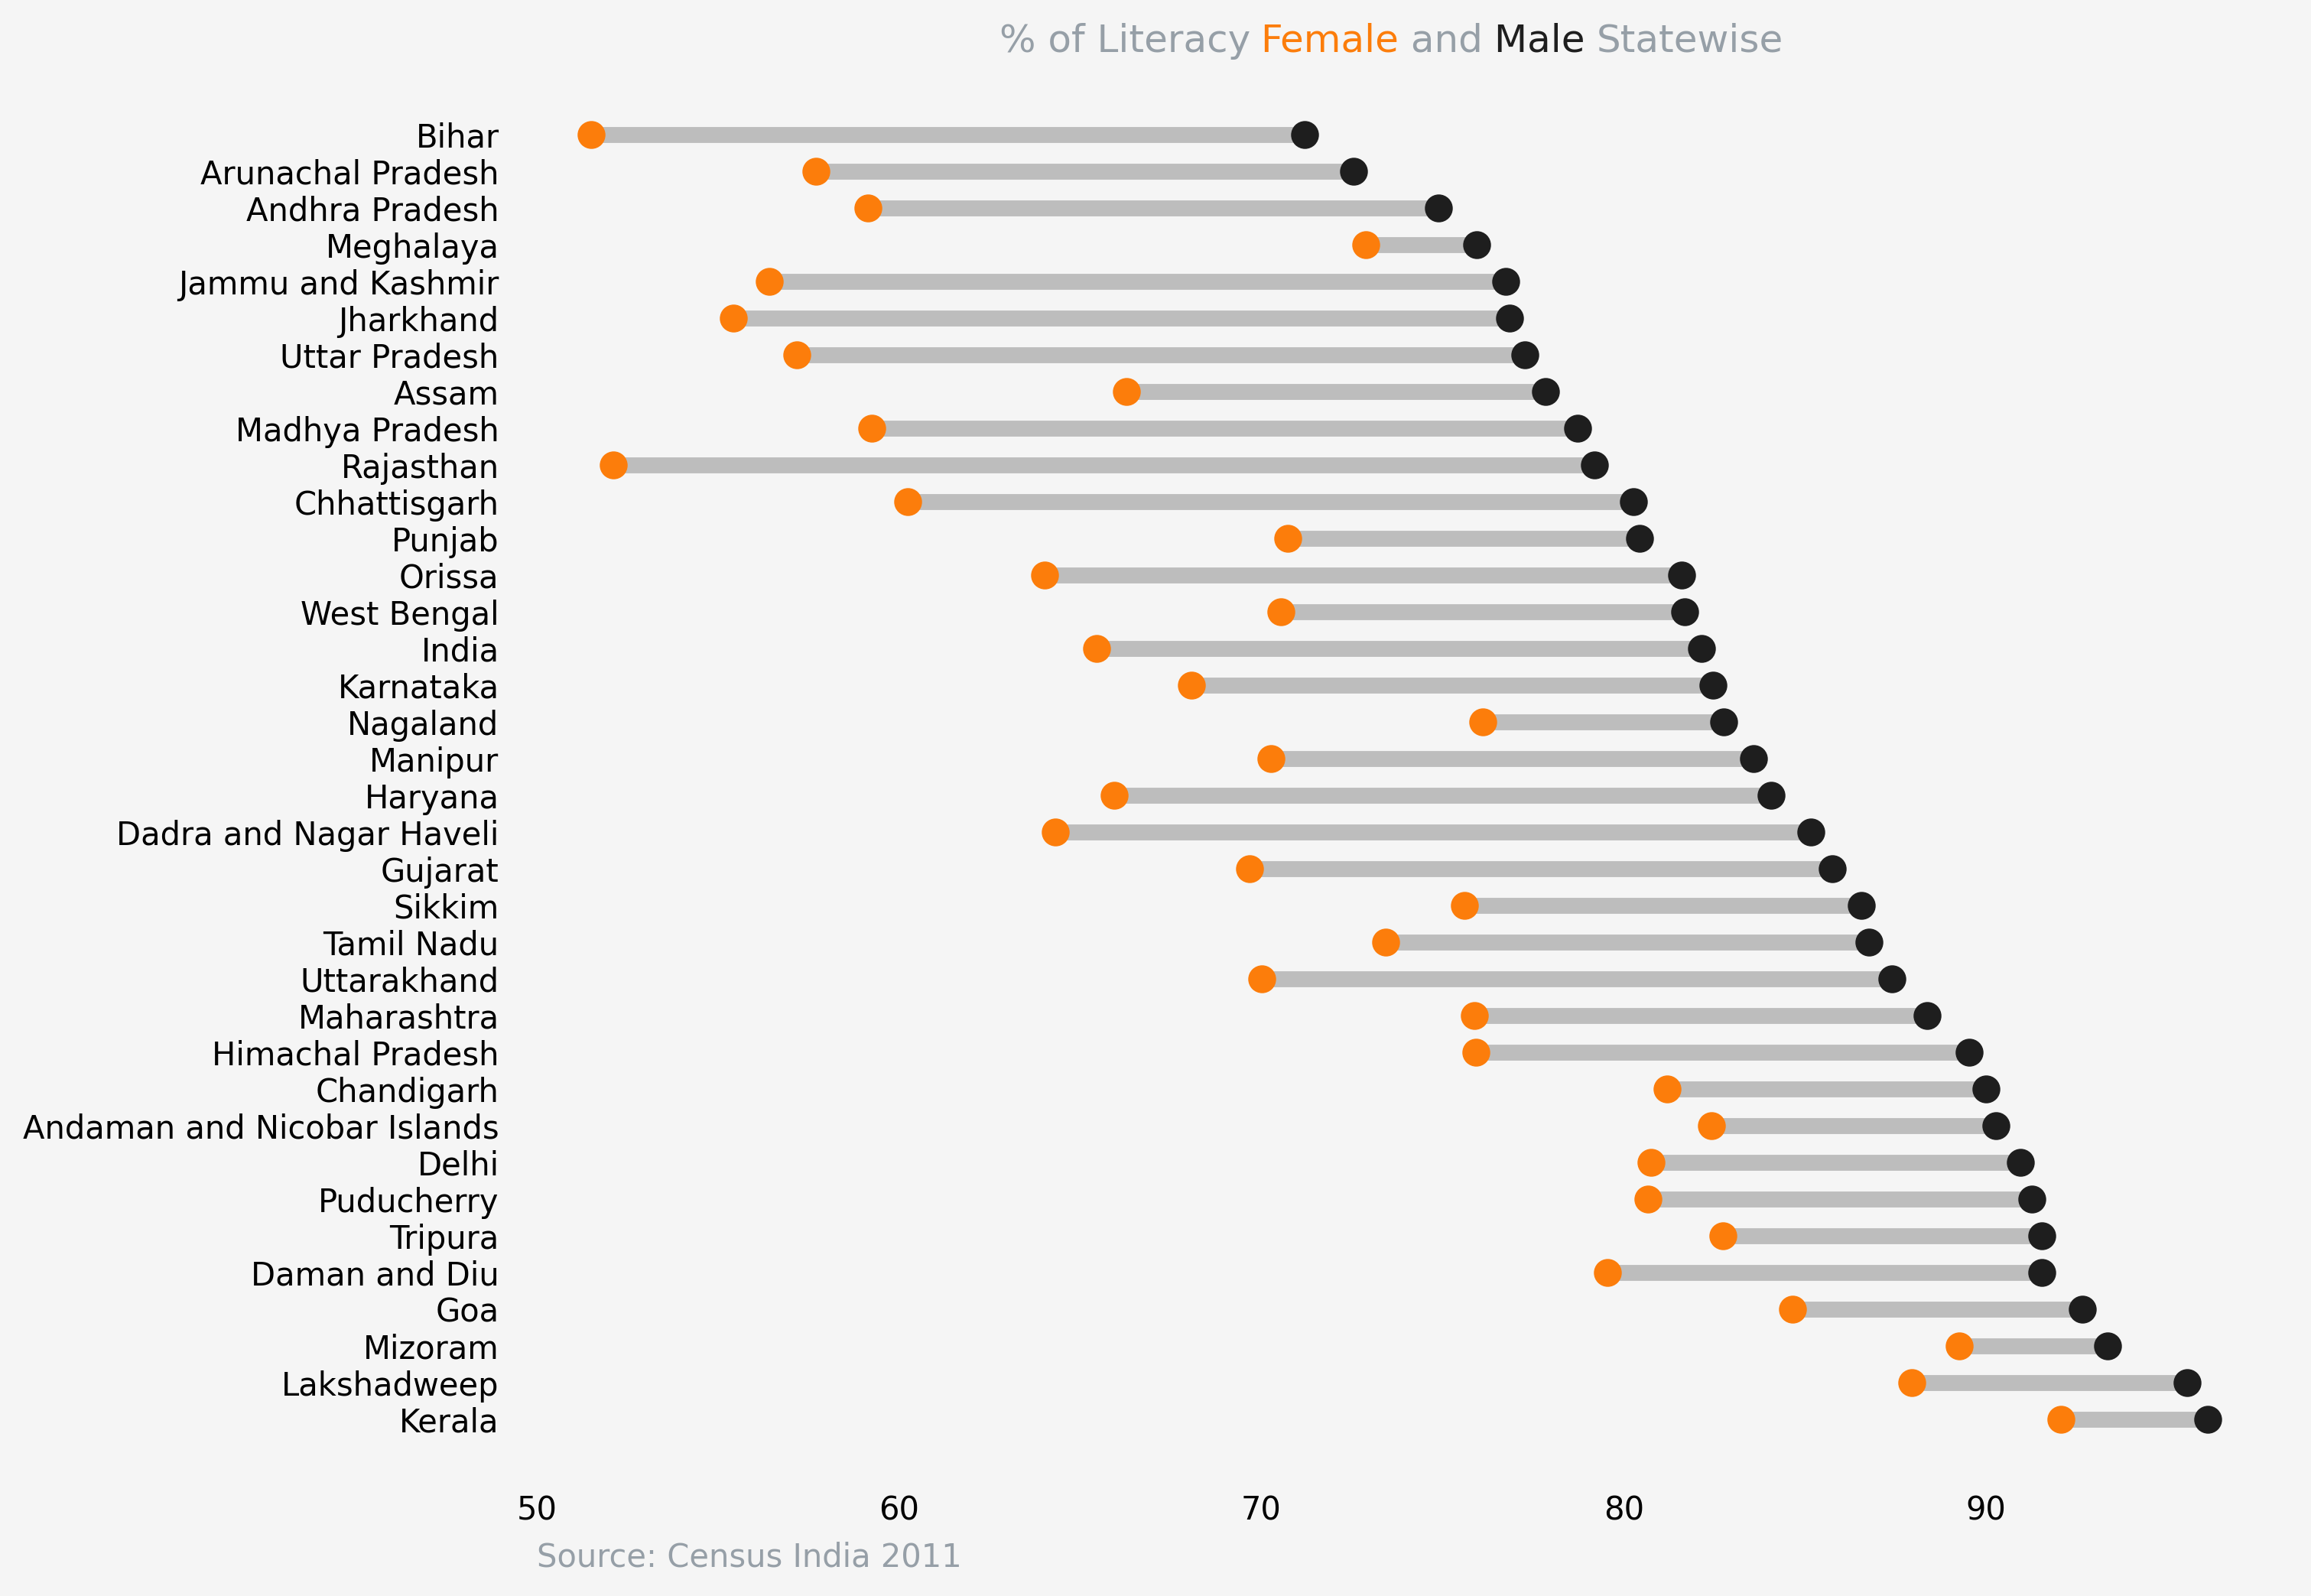 % of Literacy Female and Male Statewise
Bihar
Arunachal Pradesh
Andhra Pradesh
Meghalaya
Jammu and Kashmir
Jharkhand
Uttar Pradesh
Assam
Madhya Pradesh
Rajasthan
Chhattisgarh
Punjab
Orissa
West Bengal
India
Karnataka
Nagaland
Manipur
Haryana
Dadra and Nagar Haveli
Gujarat
Sikkim
Tamil Nadu
Uttarakhand
Maharashtra
Himachal Pradesh
Chandigarh
Andaman and Nicobar Islands
Delhi
Puducherry
Tripura
Daman and Diu
Goa
Mizoram
Lakshadweep
Kerala
50 60 70 80 90
Source: Census India 2011